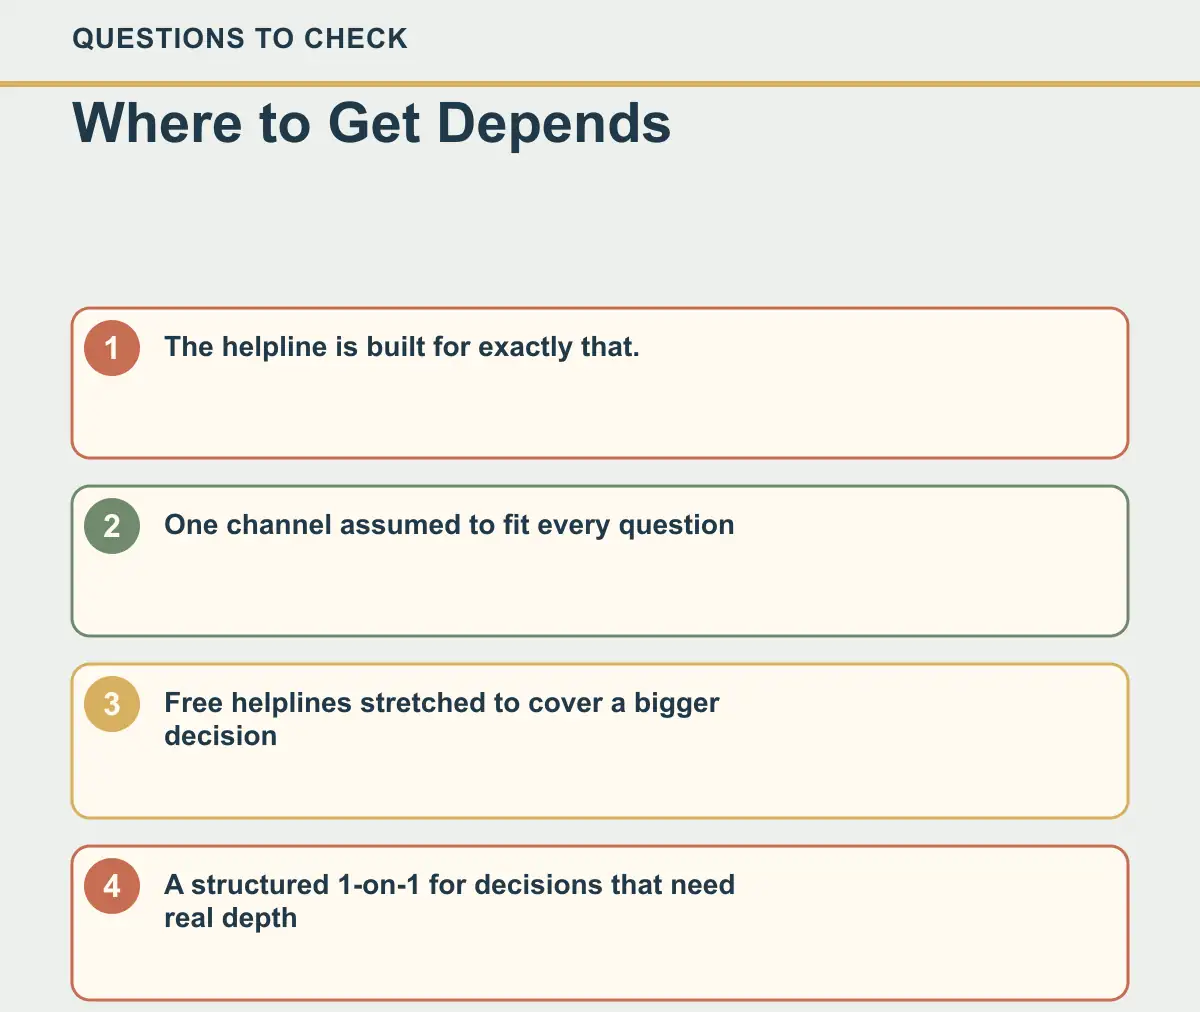 QUESTIONS TO CHECK
Where to Get Depends
1
The helpline is built for exactly that.
2
One channel assumed to fit every question
3
Free helplines stretched to cover a bigger
decision
4
A structured 1-on-1 for decisions that need
real depth